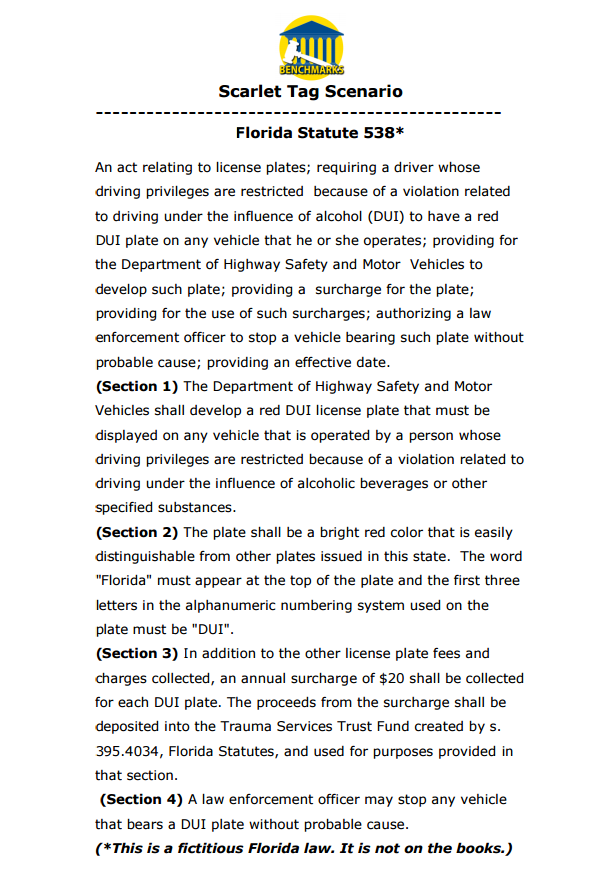 BENCHMARKS
Scarlet Tag Scenario
------------------------------------------------
Florida Statute 538*
An act relating to license plates; requiring a driver whose
driving privileges are restricted  because of a violation related
to driving under the influence of alcohol (DUI) to have a red
DUI plate on any vehicle that he or she operates; providing for
the Department of Highway Safety and Motor  Vehicles to
develop such plate; providing a  surcharge for the plate;
providing for the use of such surcharges; authorizing a law
enforcement officer to stop a vehicle bearing such plate without
probable cause; providing an effective date.
(Section 1) The Department of Highway Safety and Motor
Vehicles shall develop a red DUI license plate that must be
displayed on any vehicle that is operated by a person whose
driving privileges are restricted because of a violation related to
driving under the influence of alcoholic beverages or other
specified substances.
(Section 2) The plate shall be a bright red color that is easily
distinguishable from other plates issued in this state.  The word
"Florida" must appear at the top of the plate and the first three
letters in the alphanumeric numbering system used on the
plate must be "DUI".
(Section 3) In addition to the other license plate fees and
charges collected, an annual surcharge of $20 shall be collected
for each DUI plate. The proceeds from the surcharge shall be
deposited into the Trauma Services Trust Fund created by s.
395.4034, Florida Statutes, and used for purposes provided in
that section.
(Section 4) A law enforcement officer may stop any vehicle
that bears a DUI plate without probable cause.
(*This is a fictitious Florida law. It is not on the books.)